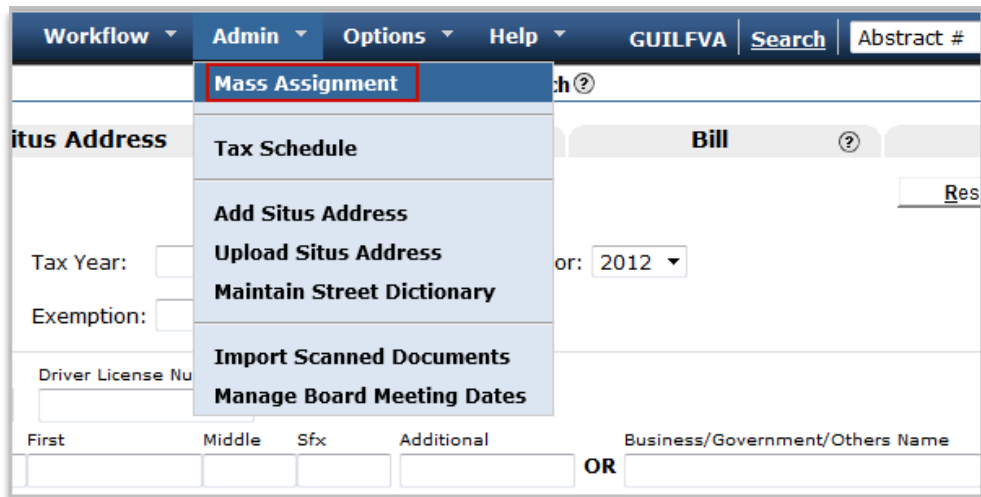 Workflow Admin Options Help GUILFVA Search Abstract #
Mass Assignment
itus Address Bill
Tax Schedule
Res
Add Situs Address
Upload Situs Address
Tax Year: or: 2012
Maintain Street Dictionary
Exemption:
Import Scanned Documents
Driver License Nu
Manage Board Meeting Dates
First Middle Sfx Additional Business/Government/Others Name
OR